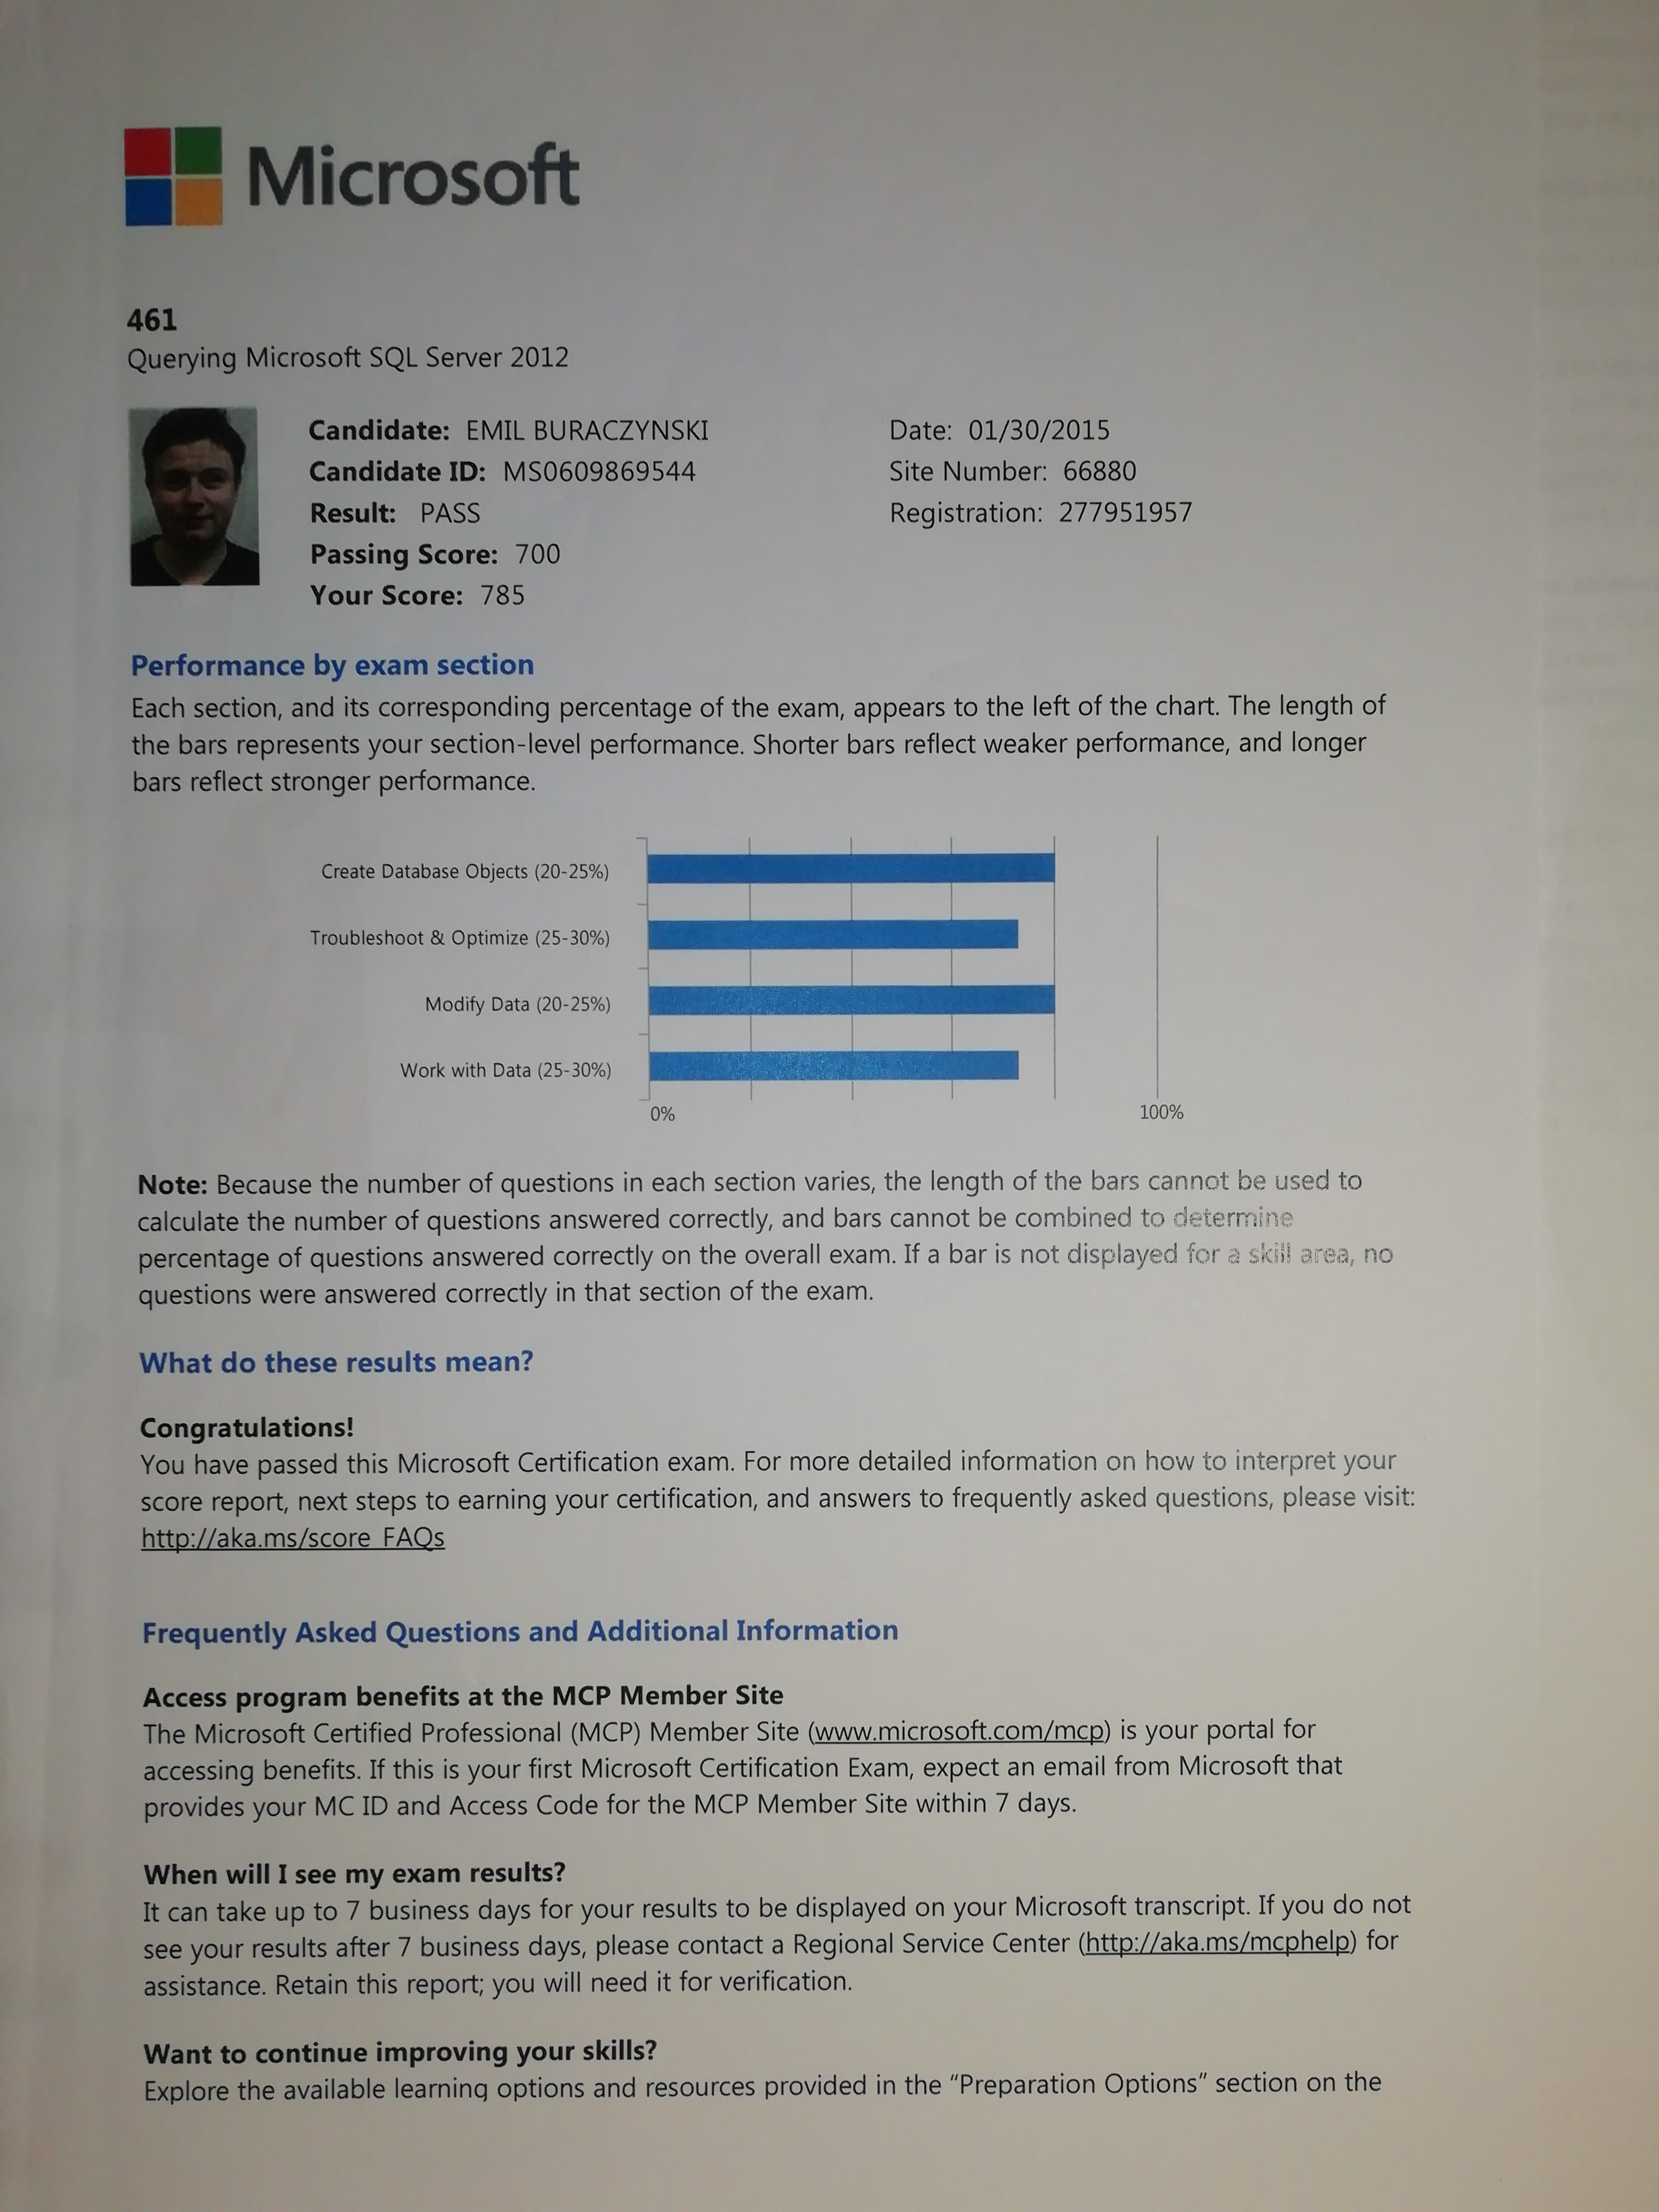 Microsoft
461
Querying Microsoft SQL Server 2012
Candidate: EMIL BURACZYNSKI
Candidate ID: MS0609869544
Result: PASS
Passing Score: 700
Your Score: 785
Date: 01/30/2015
Site Number: 66880
Registration: 277951957
Performance by exam section
Each section, and its corresponding percentage of the exam, appears to the left of the chart. The length of
the bars represents your section-level performance. Shorter bars reflect weaker performance, and longer
bars reflect stronger performance.
Create Database Objects (20-25%)
Troubleshoot & Optimize (25-30%)
Modify Data (20-25%)
Work with Data (25-30%)
0% 100%
Note: Because the number of questions in each section varies, the length of the bars cannot be used to
calculate the number of questions answered correctly, and bars cannot be combined to determine
percentage of questions answered correctly on the overall exam. If a bar is not displayed for a skill area, no
questions were answered correctly in that section of the exam.
What do these results mean?
Congratulations!
You have passed this Microsoft Certification exam. For more detailed information on how to interpret your
score report, next steps to earning your certification, and answers to frequently asked questions, please visit:
http://aka.ms/score_FAQs
Frequently Asked Questions and Additional Information
Access program benefits at the MCP Member Site
The Microsoft Certified Professional (MCP) Member Site (www.microsoft.com/mcp) is your portal for
accessing benefits. If this is your first Microsoft Certification Exam, expect an email from Microsoft that
provides your MC ID and Access Code for the MCP Member Site within 7 days.
When will I see my exam results?
It can take up to 7 business days for your results to be displayed on your Microsoft transcript. If you do not
see your results after 7 business days, please contact a Regional Service Center (http://aka.ms/mcphelp) for
assistance. Retain this report; you will need it for verification.
Want to continue improving your skills?
Explore the available learning options and resources provided in the “Preparation Options” section on the